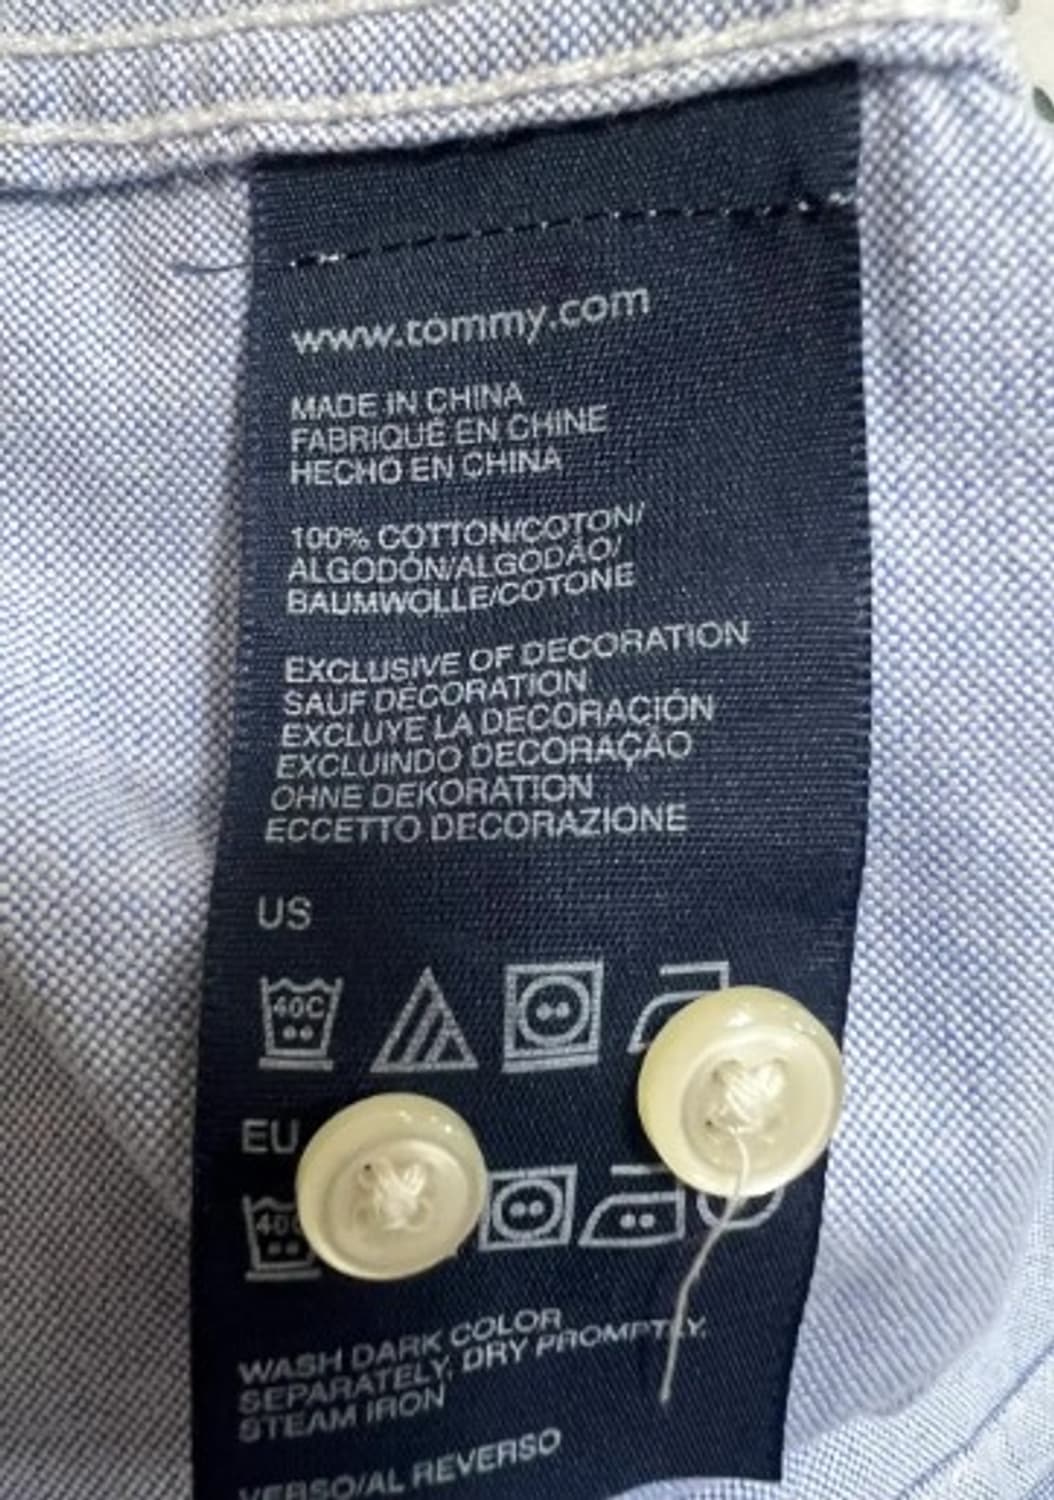 www.tommy.com
MADE IN CHINA
FABRIQUÉ EN CHINE
HECHO EN CHINA
100% COTTON/COTON/
ALGODÓN/ALGODÃO/
BAUMWOLLE/COTONE
EXCLUSIVE OF DECORATION
SAUF DÉCORATION
EXCLUYE LA DECORACIÓN
EXCLUINDO DECORAÇÃO
OHNE DEKORATION
ECCETTO DECORAZIONE
US
40C
EU
40C
WASH DARK COLOR
SEPARATELY, DRY PROMPTLY,
STEAM IRON
VERSO/AL REVERSO